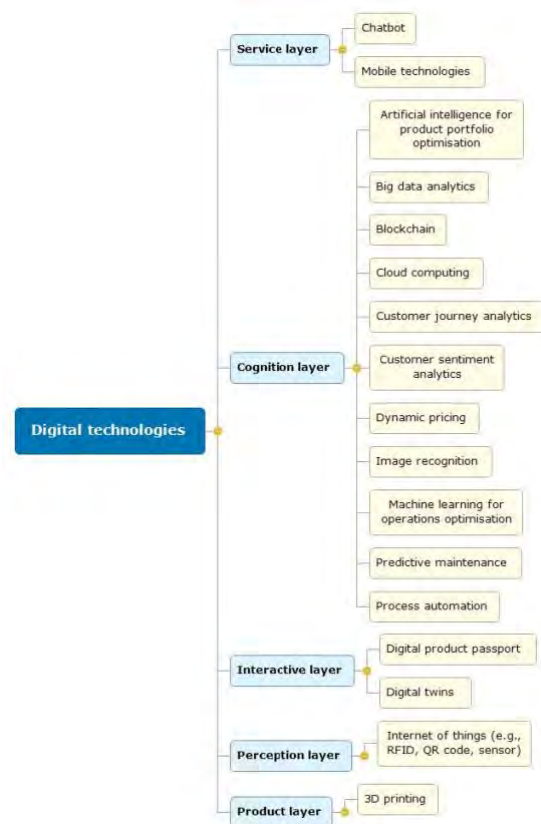 Digital technologies
Service layer
Chatbot
Mobile technologies
Cognition layer
Artificial intelligence for
product portfolio
optimisation
Big data analytics
Blockchain
Cloud computing
Customer journey analytics
Customer sentiment
analytics
Dynamic pricing
Image recognition
Machine learning for
operations optimisation
Predictive maintenance
Process automation
Interactive layer
Digital product passport
Digital twins
Perception layer
Internet of things (e.g.,
RFID, QR code, sensor)
Product layer
3D printing